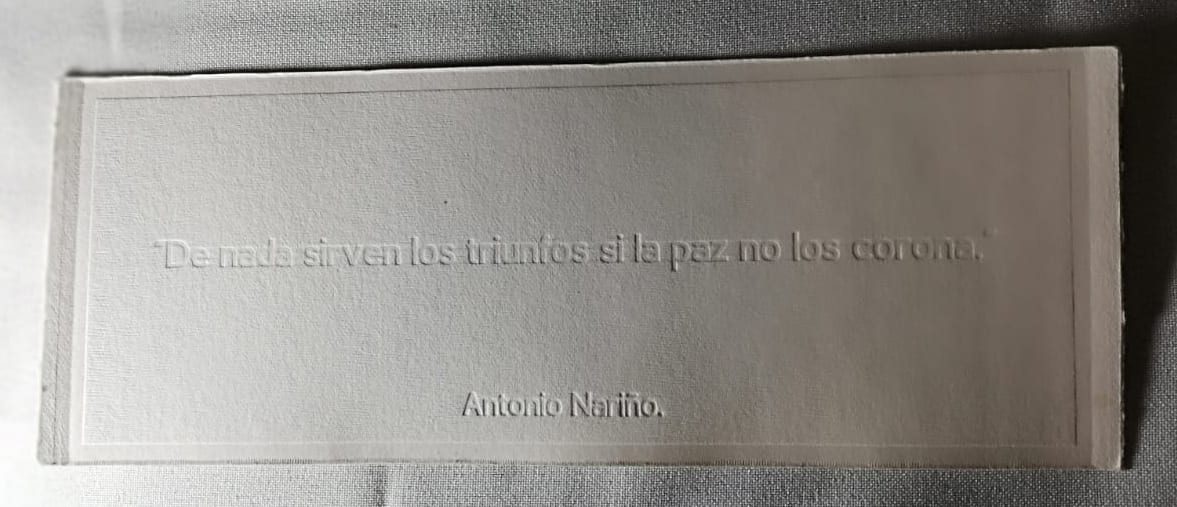 "De nada sirven los triunfos si la paz no los corona."
Antonio Nariño.